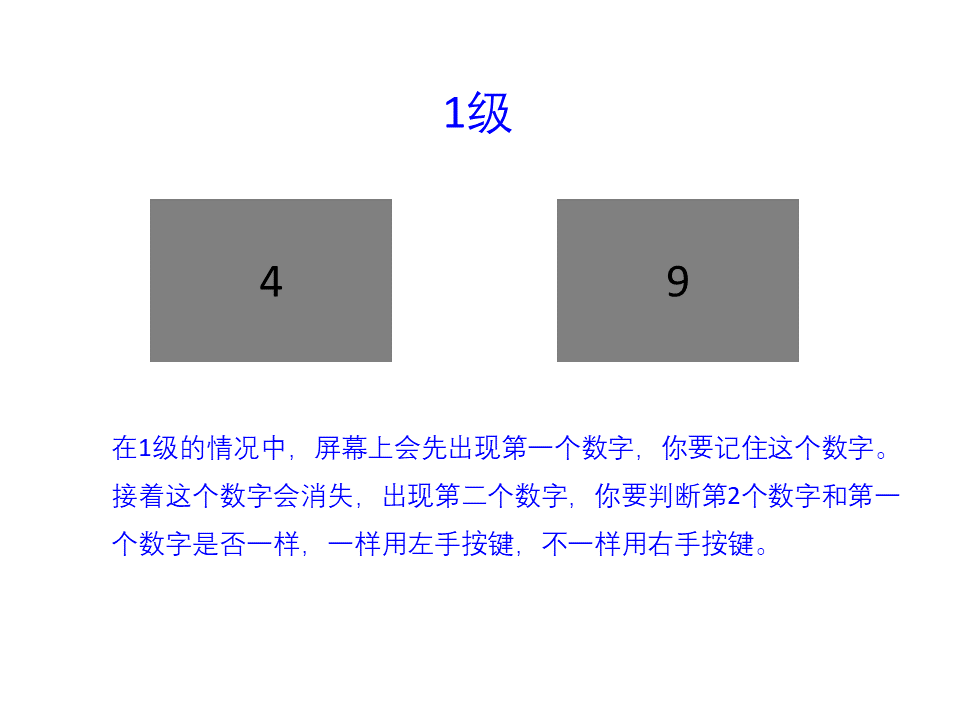 1级
4
9
在1级的情况中，屏幕上会先出现第一个数字，你要记住这个数字。
接着这个数字会消失，出现第二个数字，你要判断第2个数字和第一
个数字是否一样，一样用左手按键，不一样用右手按键。